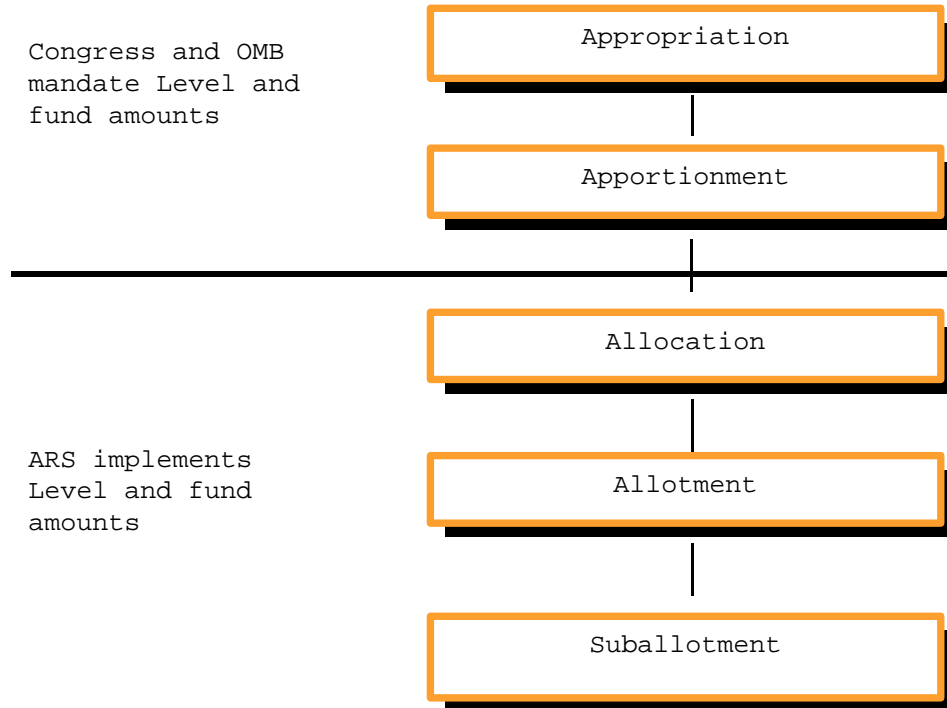 Appropriation
Congress and OMB
mandate Level and
fund amounts
Apportionment
Allocation
ARS implements
Level and fund
amounts
Allotment
Suballotment